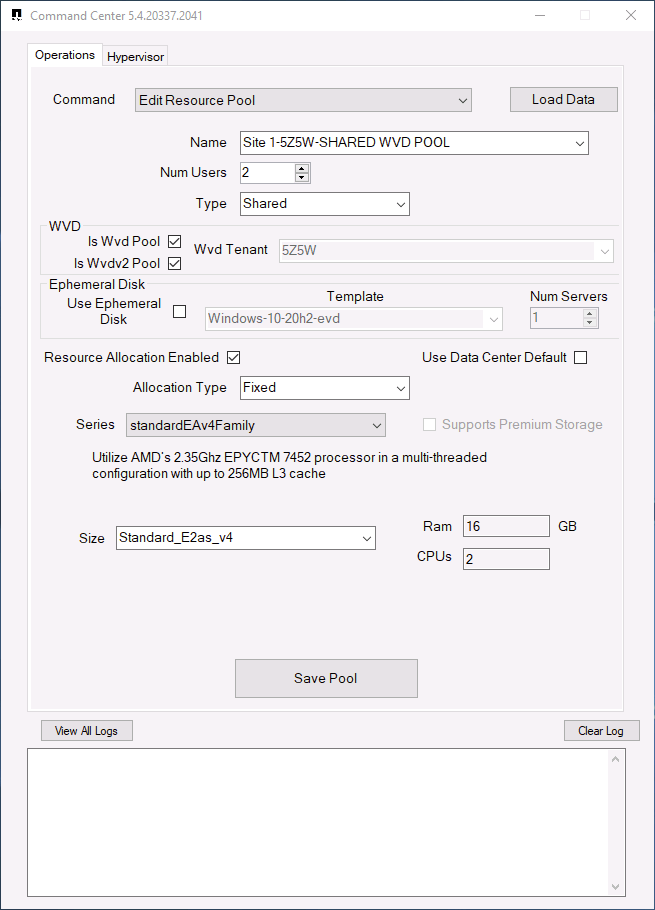 Command Center 5.4.20337.2041
Operations Hypervisor
Command Edit Resource Pool Load Data
Name Site 1-5Z5W-SHARED WVD POOL
Num Users 2
Type Shared
WVD
Is Wvd Pool Wvd Tenant 5Z5W
Is Wvdv2 Pool
Ephemeral Disk
Use Ephemeral Disk Template Num Servers
Windows-10-20h2-evd 1
Resource Allocation Enabled Use Data Center Default
Allocation Type Fixed
Series standardEAv4Family Supports Premium Storage
Utilize AMD's 2.35Ghz EPYCTM 7452 processor in a multi-threaded
configuration with up to 256MB L3 cache
Size Standard_E2as_v4 Ram 16 GB
CPUs 2
Save Pool
View All Logs Clear Log